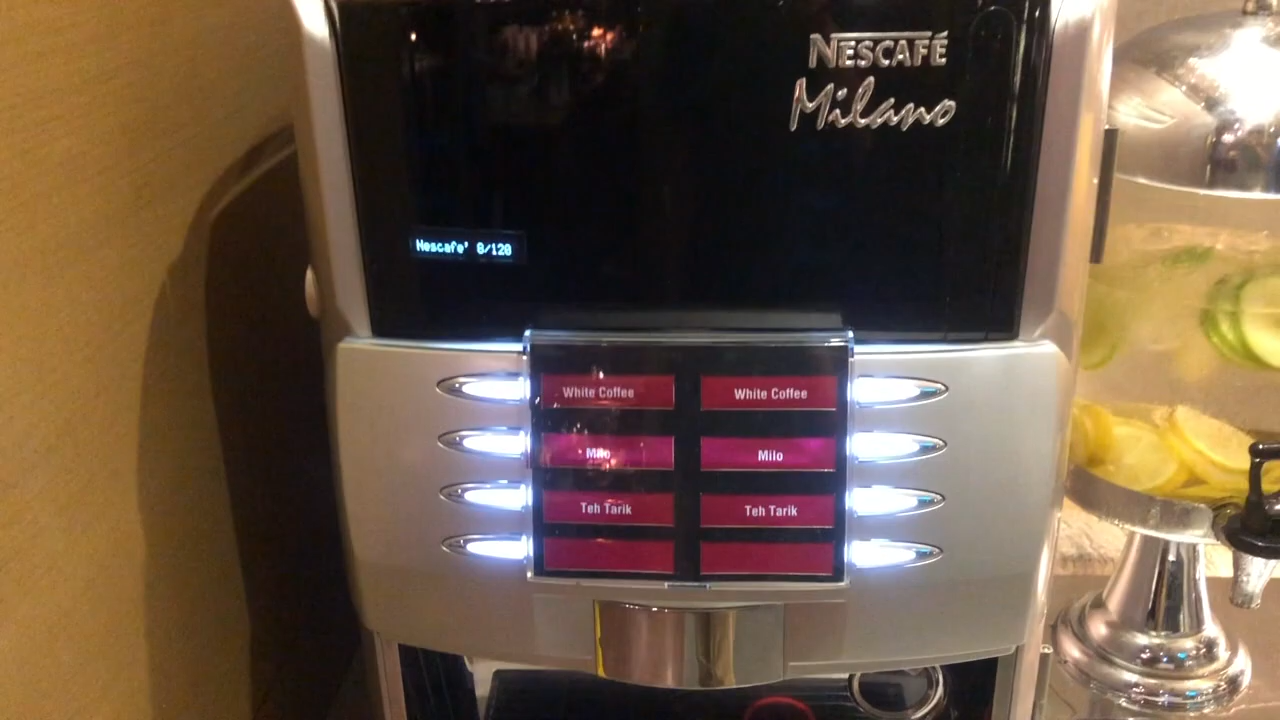 NESCAFÉ
Milano
Nescafe' 8/120
White Coffee
White Coffee
Milo
Milo
Teh Tarik
Teh Tarik